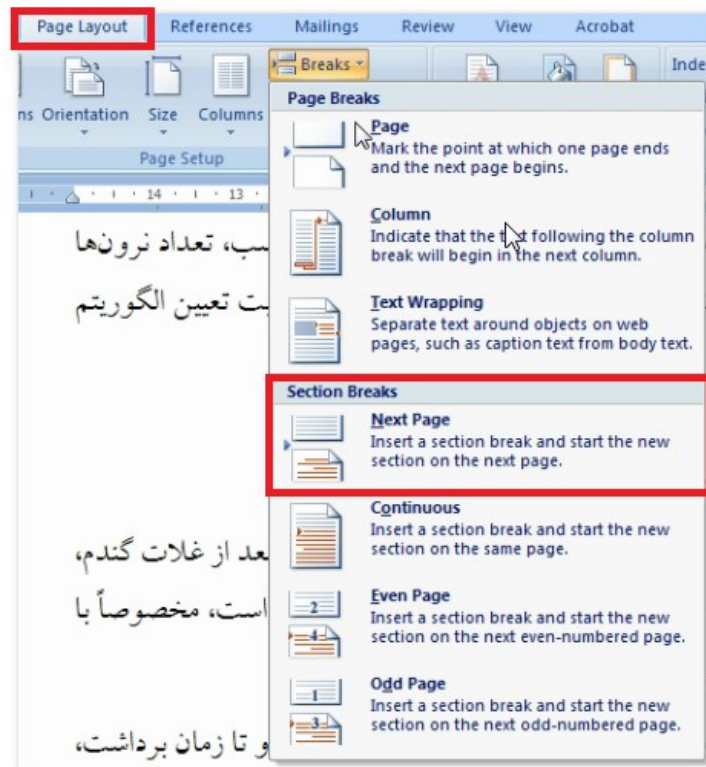 Page Layout References Mailings Review View Acrobat
Breaks Inde
ns Orientation Size Columns
Page Setup
14 13
Page Breaks
Page
Mark the point at which one page ends
and the next page begins.
Column
Indicate that the text following the column
break will begin in the next column.
Text Wrapping
Separate text around objects on web
pages, such as caption text from body text.
Section Breaks
Next Page
Insert a section break and start the new
section on the next page.
Continuous
Insert a section break and start the new
section on the same page.
Even Page
2
4
Insert a section break and start the new
section on the next even-numbered page.
Odd Page
1
3
Insert a section break and start the new
section on the next odd-numbered page.
تعداد نرون‌ها
تعیین الگوریتم
از غلات گندم،
است، مخصوصاً با
و تا زمان برداشت،